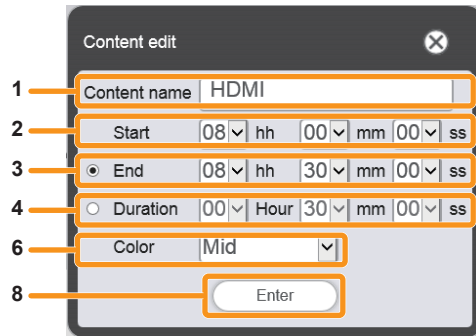 Content edit
1 Content name HDMI
2 Start 08 hh 00 mm 00 ss
3 End 08 hh 30 mm 00 ss
4 Duration 00 Hour 30 mm 00 ss
6 Color Mid
8 Enter